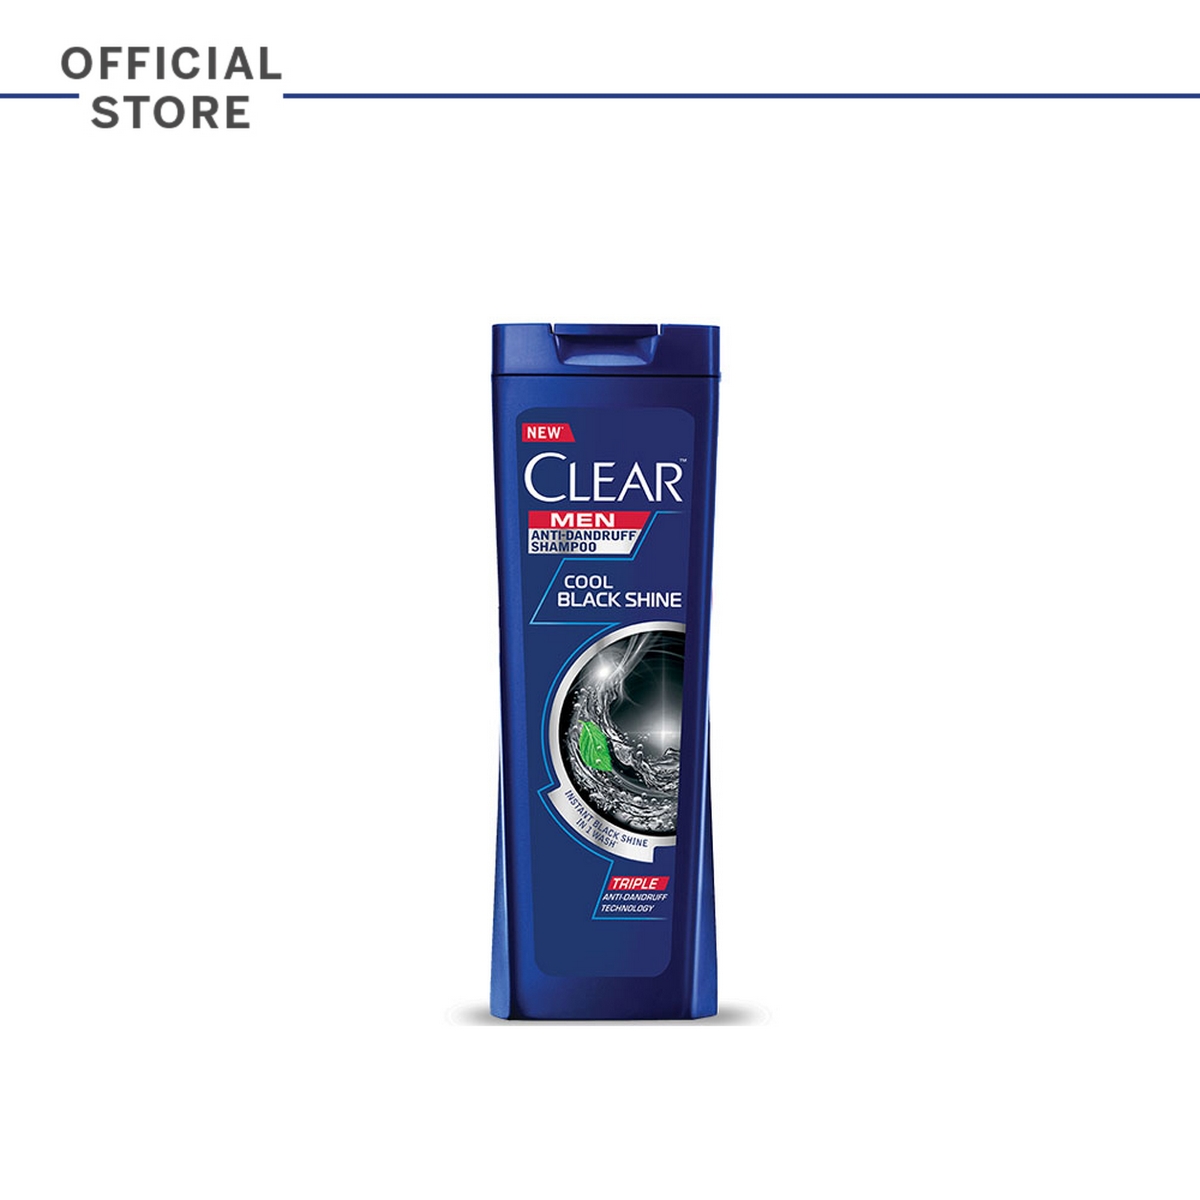 OFFICIAL
STORE
NEW
CLEAR™
MEN
ANTI-DANDRUFF
SHAMPOO
COOL
BLACK SHINE
INSTANT BLACK SHINE
IN 1 WASH
TRIPLE
ANTI-DANDRUFF
TECHNOLOGY